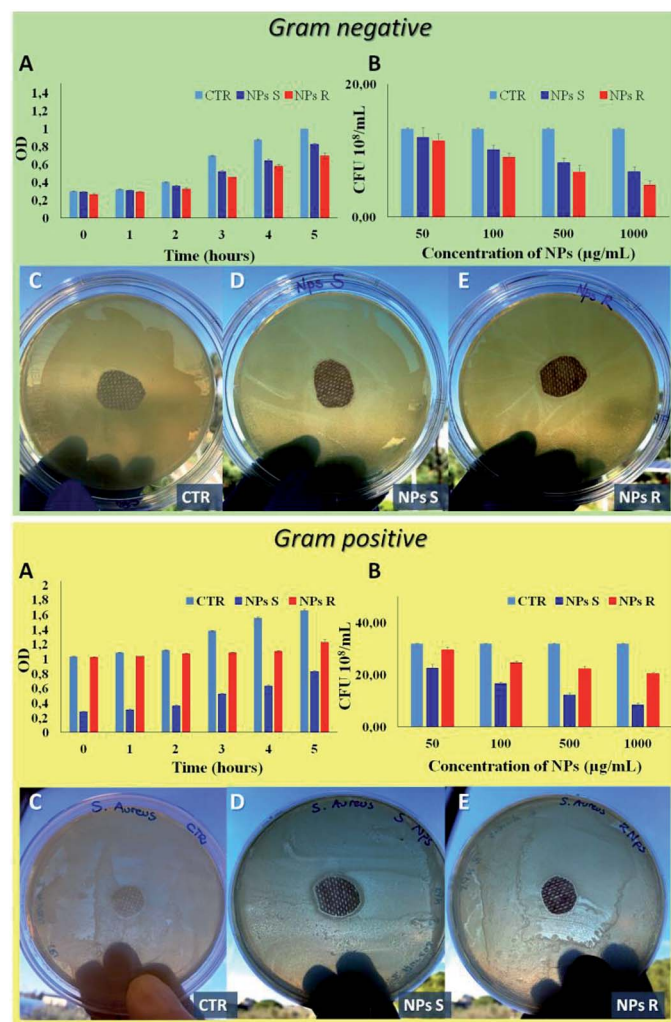 Gram negative
A
1,4
1,2
1
0,8
0,6
0,4
0,2
0
OD
CTR NPs S NPs R
0 1 2 3 4 5
Time (hours)
B
20,00
0,00
CFU 10⁸/mL
CTR NPs S NPs R
50 100 500 1000
Concentration of NPs (µg/mL)
C
CTR
D
Nps S
NPs S
E
Nps R
NPs R
Gram positive
A
2
1,8
1,6
1,4
1,2
1
0,8
0,6
0,4
0,2
0
OD
CTR NPs S NPs R
0 1 2 3 4 5
Time (hours)
B
40,00
20,00
0,00
CFU 10⁸/mL
CTR NPs S NPs R
50 100 500 1000
Concentration of NPs (µg/mL)
C
S. Aureus
CTR
CTR
D
S. Aureus
S NPs
NPs S
E
S. Aureus
R NPs
NPs R